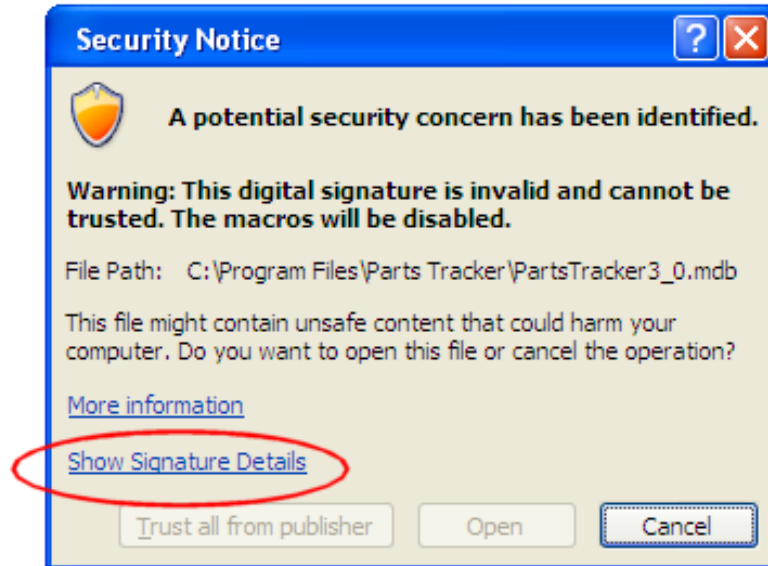 Security Notice
A potential security concern has been identified.
Warning: This digital signature is invalid and cannot be
trusted. The macros will be disabled.
File Path: C:\Program Files\Parts Tracker\PartsTracker3_0.mdb
This file might contain unsafe content that could harm your
computer. Do you want to open this file or cancel the operation?
More information
Show Signature Details
Trust all from publisher Open Cancel